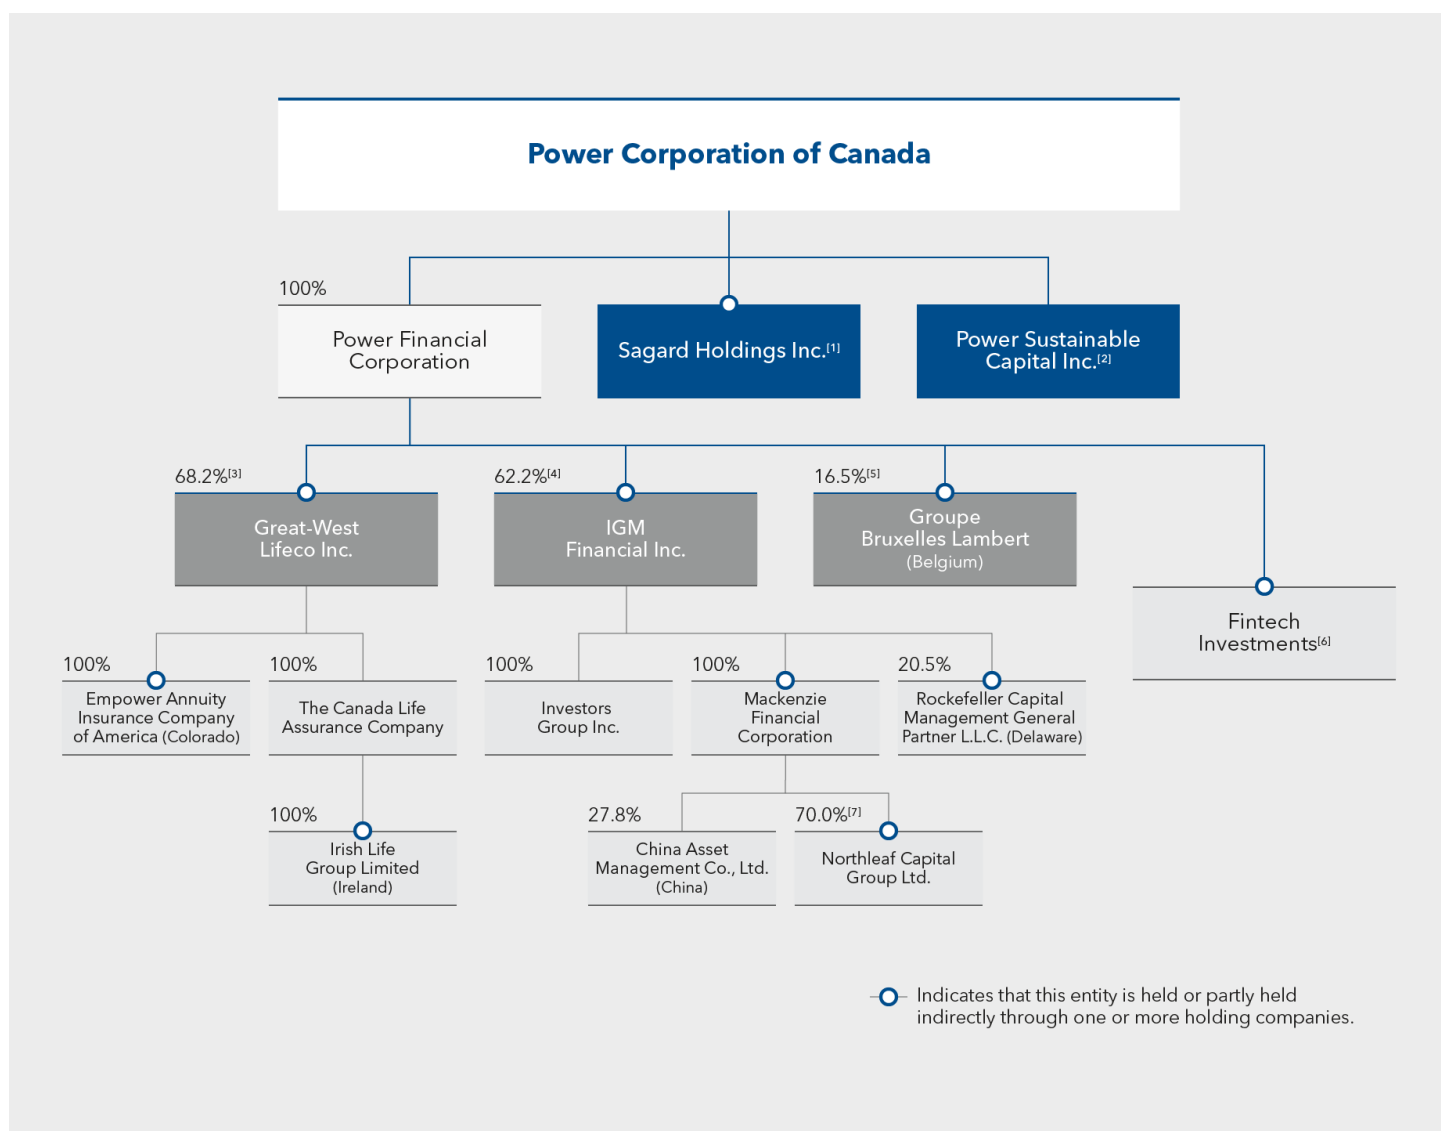 Power Corporation of Canada
100%
Power Financial
Corporation
Sagard Holdings Inc.[1]
Power Sustainable
Capital Inc.[2]
68.2%[3]
Great-West
Lifeco Inc.
62.2%[4]
IGM
Financial Inc.
16.5%[5]
Groupe
Bruxelles Lambert
(Belgium)
Fintech
Investments[6]
100%
Empower Annuity
Insurance Company
of America (Colorado)
100%
The Canada Life
Assurance Company
100%
Investors
Group Inc.
100%
Mackenzie
Financial
Corporation
20.5%
Rockefeller Capital
Management General
Partner L.L.C. (Delaware)
100%
Irish Life
Group Limited
(Ireland)
27.8%
China Asset
Management Co., Ltd.
(China)
70.0%[7]
Northleaf Capital
Group Ltd.
Indicates that this entity is held or partly held
indirectly through one or more holding companies.